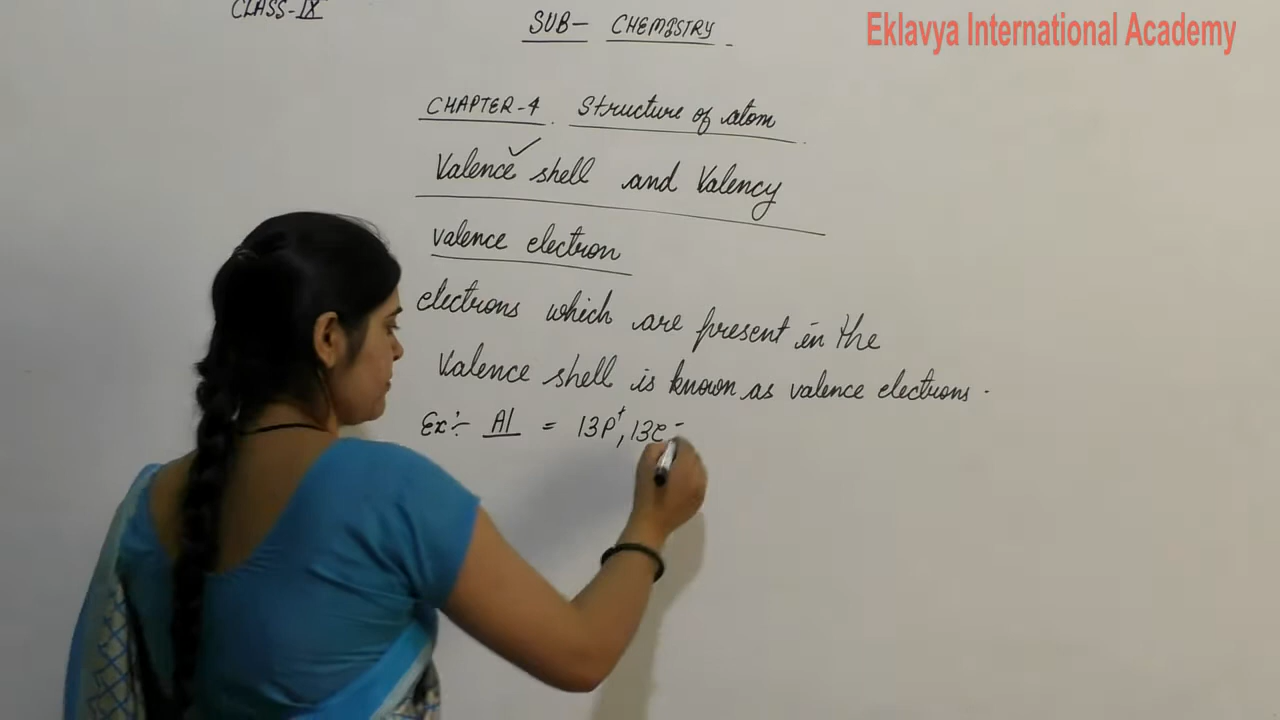 CLASS-IX
SUB- CHEMISTRY.
Eklavya International Academy
CHAPTER-4. Structure of atom.
Valence shell and Valency
valence electron
electrons which are present in the
Valence shell is known as valence electrons.
Ex:- Al = 13P⁺, 13e⁻